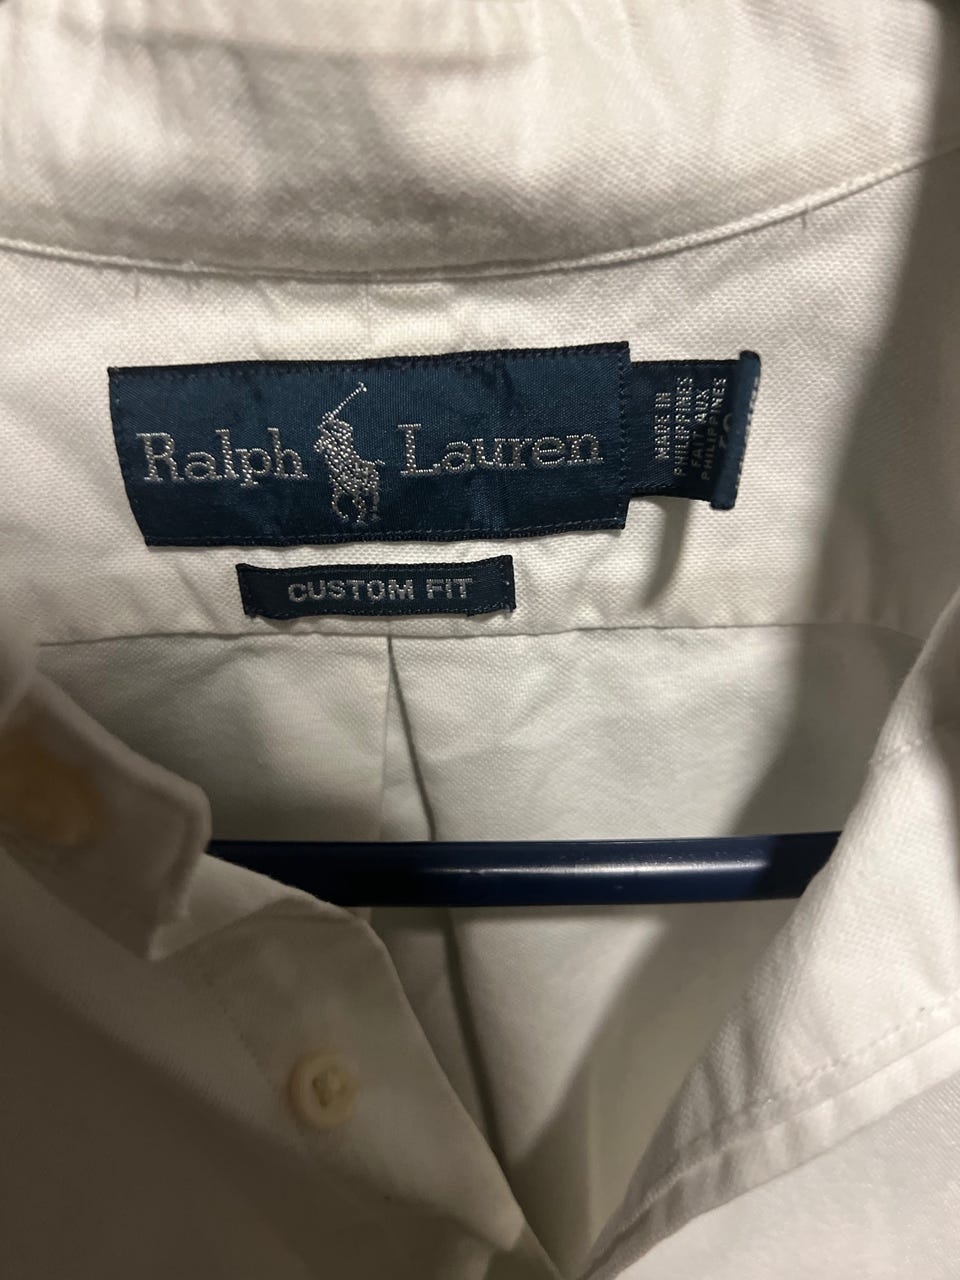 Ralph Lauren
MADE IN
PHILIPPINES
FAIT AUX
PHILIPPINES
CUSTOM FIT